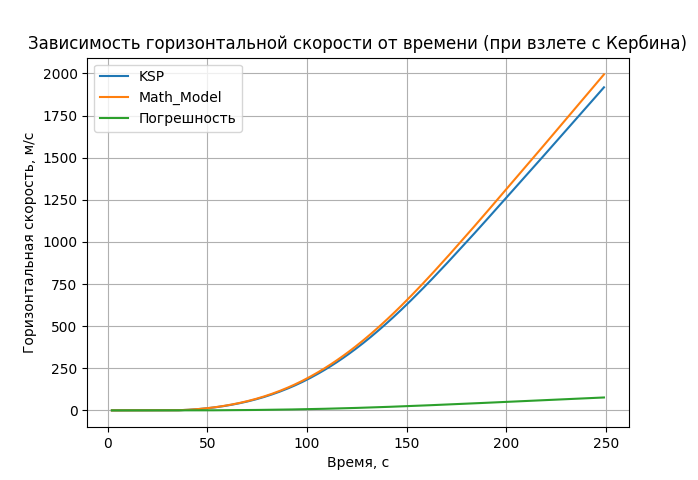 Зависимость горизонтальной скорости от времени (при взлете с Кербина)
KSP
Math_Model
Погрешность
Горизонтальная скорость, м/с
2000
1750
1500
1250
1000
750
500
250
0
0 50 100 150 200 250
Время, с